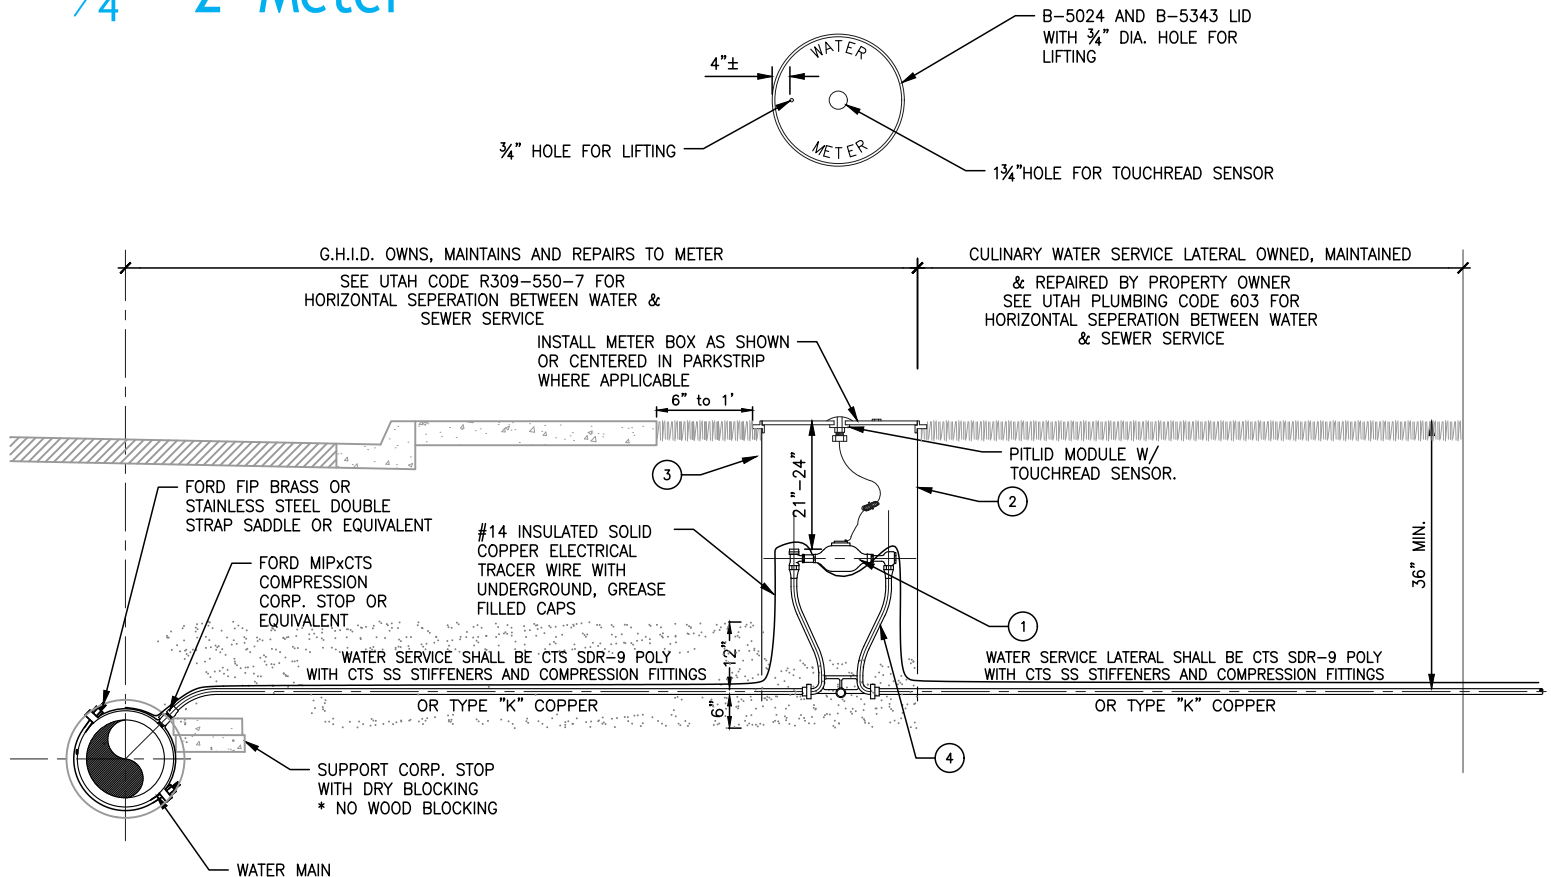 ¾" 2" Meter
B-5024 AND B-5343 LID
WITH ¾" DIA. HOLE FOR
LIFTING
4"±
WATER
METER
¾" HOLE FOR LIFTING
1¾"HOLE FOR TOUCHREAD SENSOR
G.H.I.D. OWNS, MAINTAINS AND REPAIRS TO METER
SEE UTAH CODE R309-550-7 FOR
HORIZONTAL SEPERATION BETWEEN WATER &
SEWER SERVICE
CULINARY WATER SERVICE LATERAL OWNED, MAINTAINED
& REPAIRED BY PROPERTY OWNER
SEE UTAH PLUMBING CODE 603 FOR
HORIZONTAL SEPERATION BETWEEN WATER
& SEWER SERVICE
INSTALL METER BOX AS SHOWN
OR CENTERED IN PARKSTRIP
WHERE APPLICABLE
6" to 1'
PITLID MODULE W/
TOUCHREAD SENSOR.
3
2
21"-24"
36" MIN.
FORD FIP BRASS OR
STAINLESS STEEL DOUBLE
STRAP SADDLE OR EQUIVALENT
#14 INSULATED SOLID
COPPER ELECTRICAL
TRACER WIRE WITH
UNDERGROUND, GREASE
FILLED CAPS
FORD MIPxCTS
COMPRESSION
CORP. STOP OR
EQUIVALENT
1
12"
WATER SERVICE SHALL BE CTS SDR-9 POLY
WITH CTS SS STIFFENERS AND COMPRESSION FITTINGS
OR TYPE "K" COPPER
WATER SERVICE LATERAL SHALL BE CTS SDR-9 POLY
WITH CTS SS STIFFENERS AND COMPRESSION FITTINGS
OR TYPE "K" COPPER
6"
4
SUPPORT CORP. STOP
WITH DRY BLOCKING
* NO WOOD BLOCKING
WATER MAIN